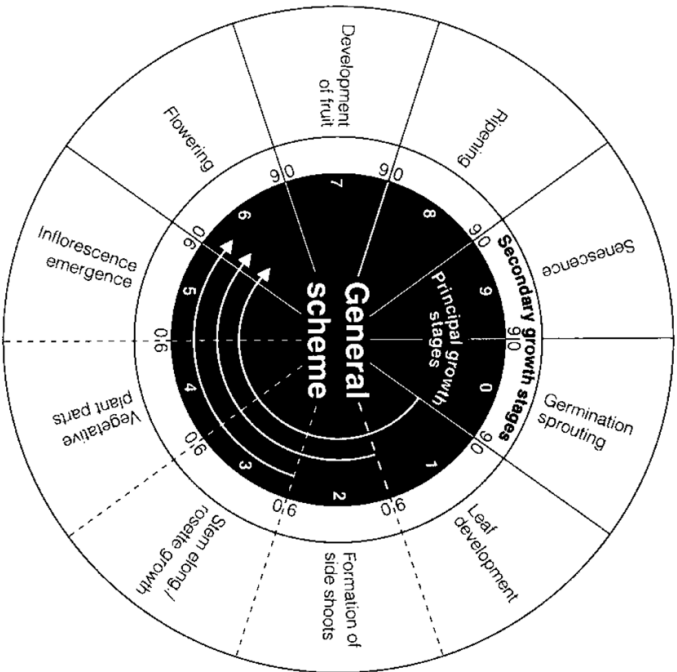 General
scheme
Principal growth
stages
Secondary growth stages
0
9 0
Germination
sprouting
1
9 0
Leaf
development
2
9 0
Formation of
side shoots
3
9 0
Stem elong./
rosette growth
4
9 0
Vegetative
plant parts
5
9 0
Inflorescence
emergence
6
9 0
Flowering
7
9 0
Development
of fruit
8
9 0
Ripening
9
9 0
Senescence